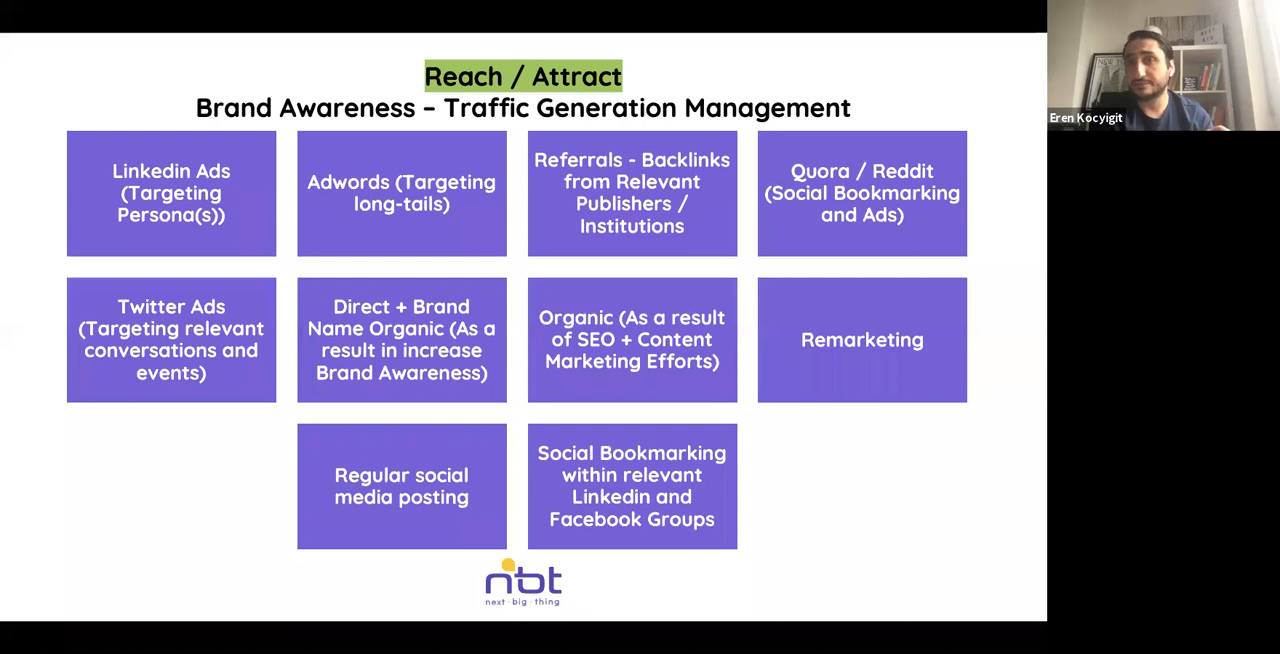 Reach / Attract
Brand Awareness – Traffic Generation Management
Linkedin Ads
(Targeting
Persona(s))
Adwords (Targeting
long-tails)
Referrals - Backlinks
from Relevant
Publishers /
Institutions
Quora / Reddit
(Social Bookmarking
and Ads)
Twitter Ads
(Targeting relevant
conversations and
events)
Direct + Brand
Name Organic (As a
result in increase
Brand Awareness)
Organic (As a result
of SEO + Content
Marketing Efforts)
Remarketing
Regular social
media posting
Social Bookmarking
within relevant
Linkedin and
Facebook Groups
nbt
next · big · thing
Eren Kocyigit